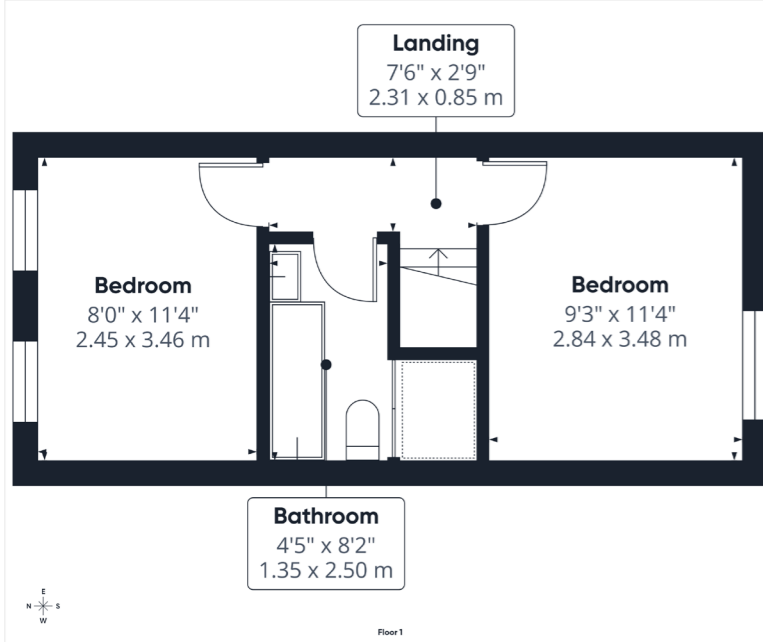 Landing
7'6" x 2'9"
2.31 x 0.85 m
Bedroom
8'0" x 11'4"
2.45 x 3.46 m
Bedroom
9'3" x 11'4"
2.84 x 3.48 m
Bathroom
4'5" x 8'2"
1.35 x 2.50 m
E
N S
W
Floor 1